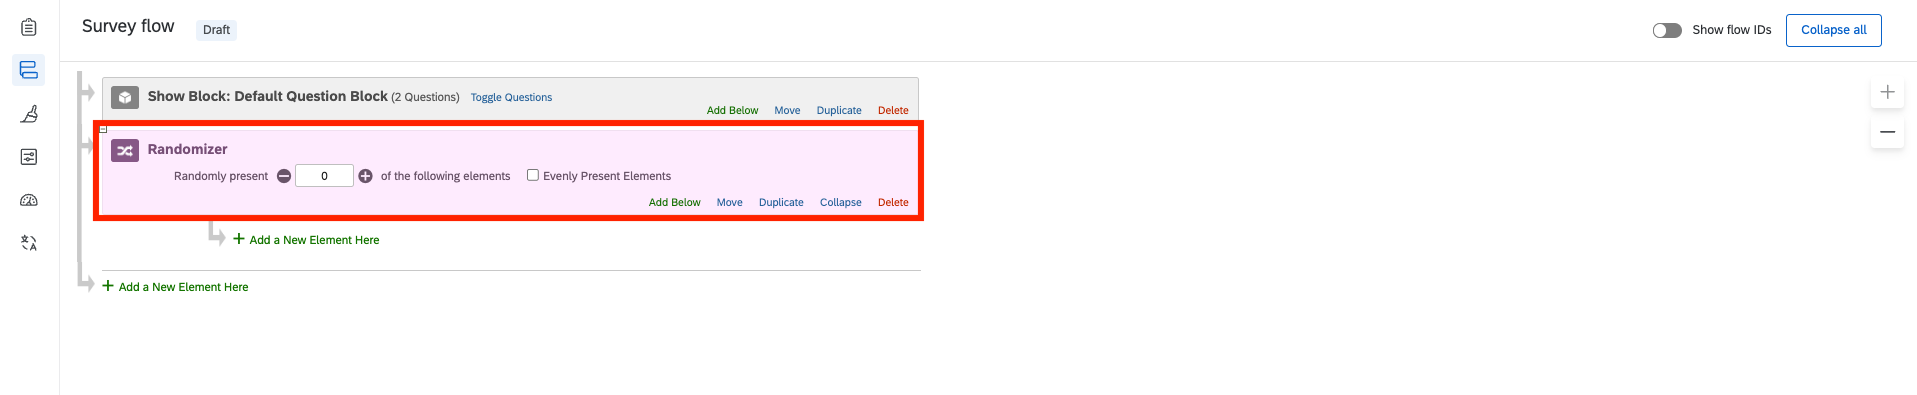 Survey flow Draft Show flow IDs Collapse all
Show Block: Default Question Block (2 Questions) Toggle Questions
Add Below Move Duplicate Delete
Randomizer
Randomly present 0 of the following elements Evenly Present Elements
Add Below Move Duplicate Collapse Delete
+ Add a New Element Here
+ Add a New Element Here